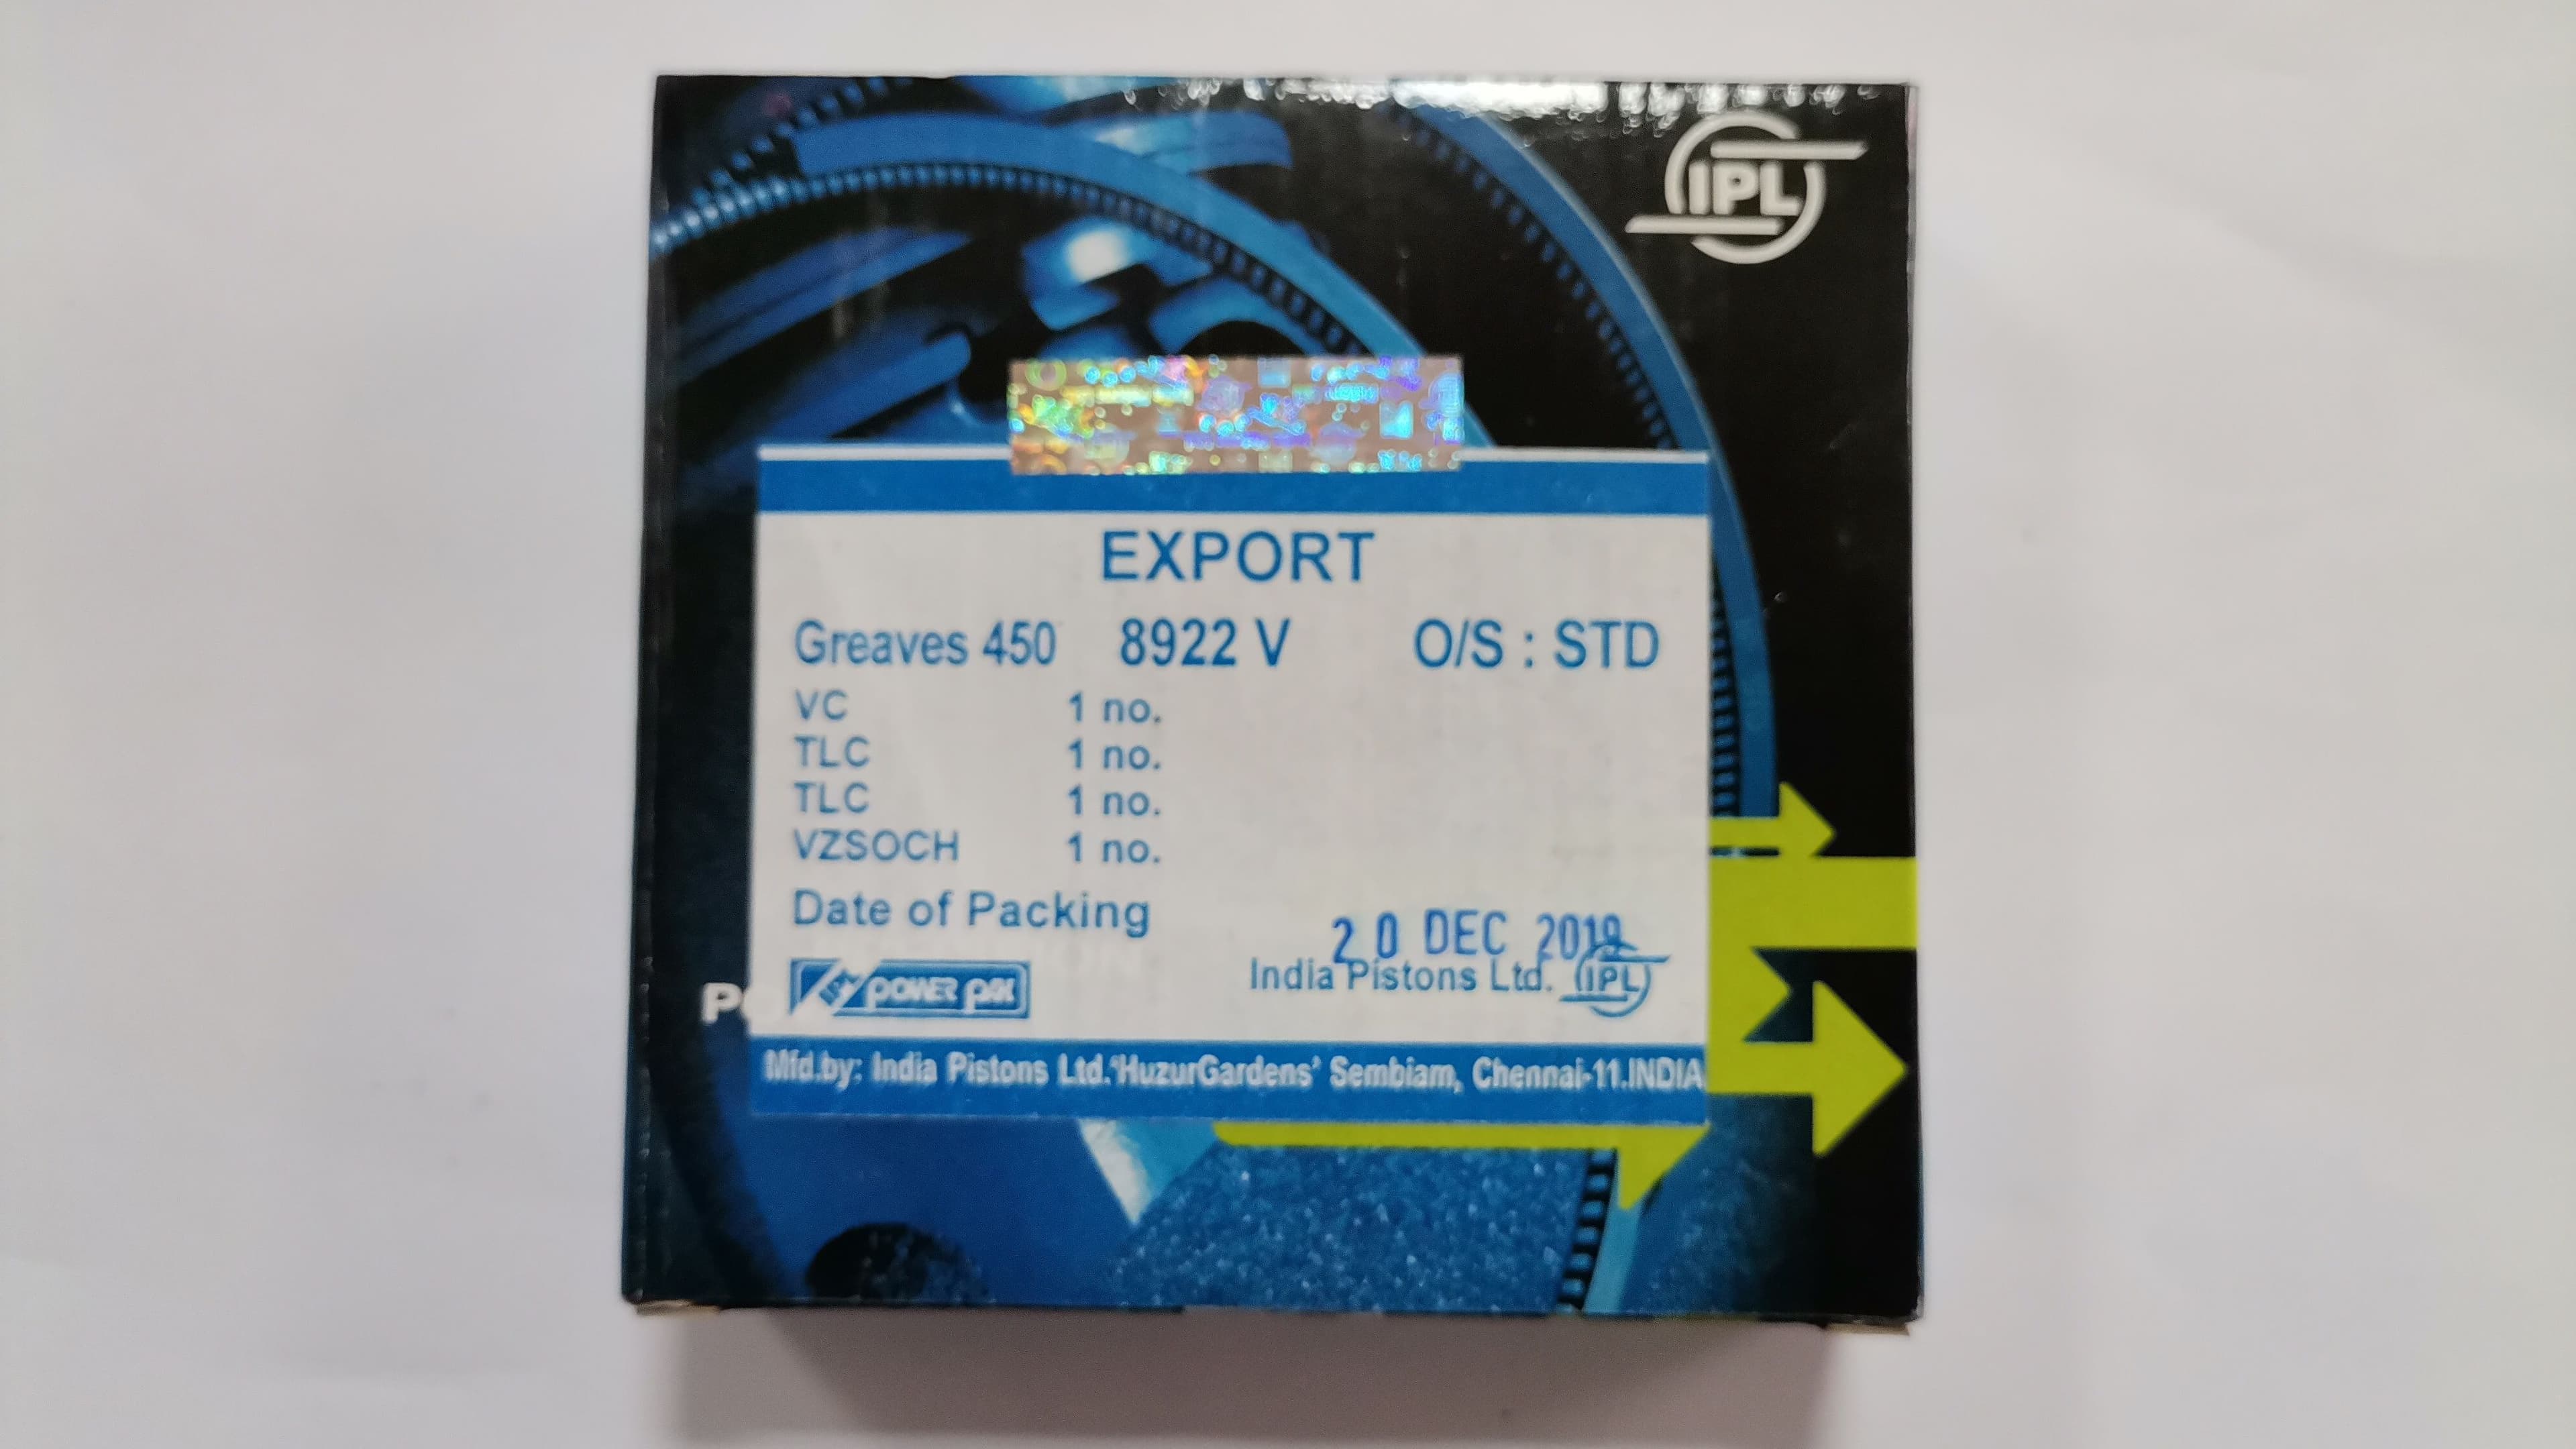 IPL
EXPORT
Greaves 450 8922 V O/S : STD
VC 1 no.
TLC 1 no.
TLC 1 no.
VZSOCH 1 no.
Date of Packing 20 DEC 2019
POWER PAK India Pistons Ltd. IPL
Mfd.by: India Pistons Ltd.'HuzurGardens' Sembiam, Chennai-11.INDIA